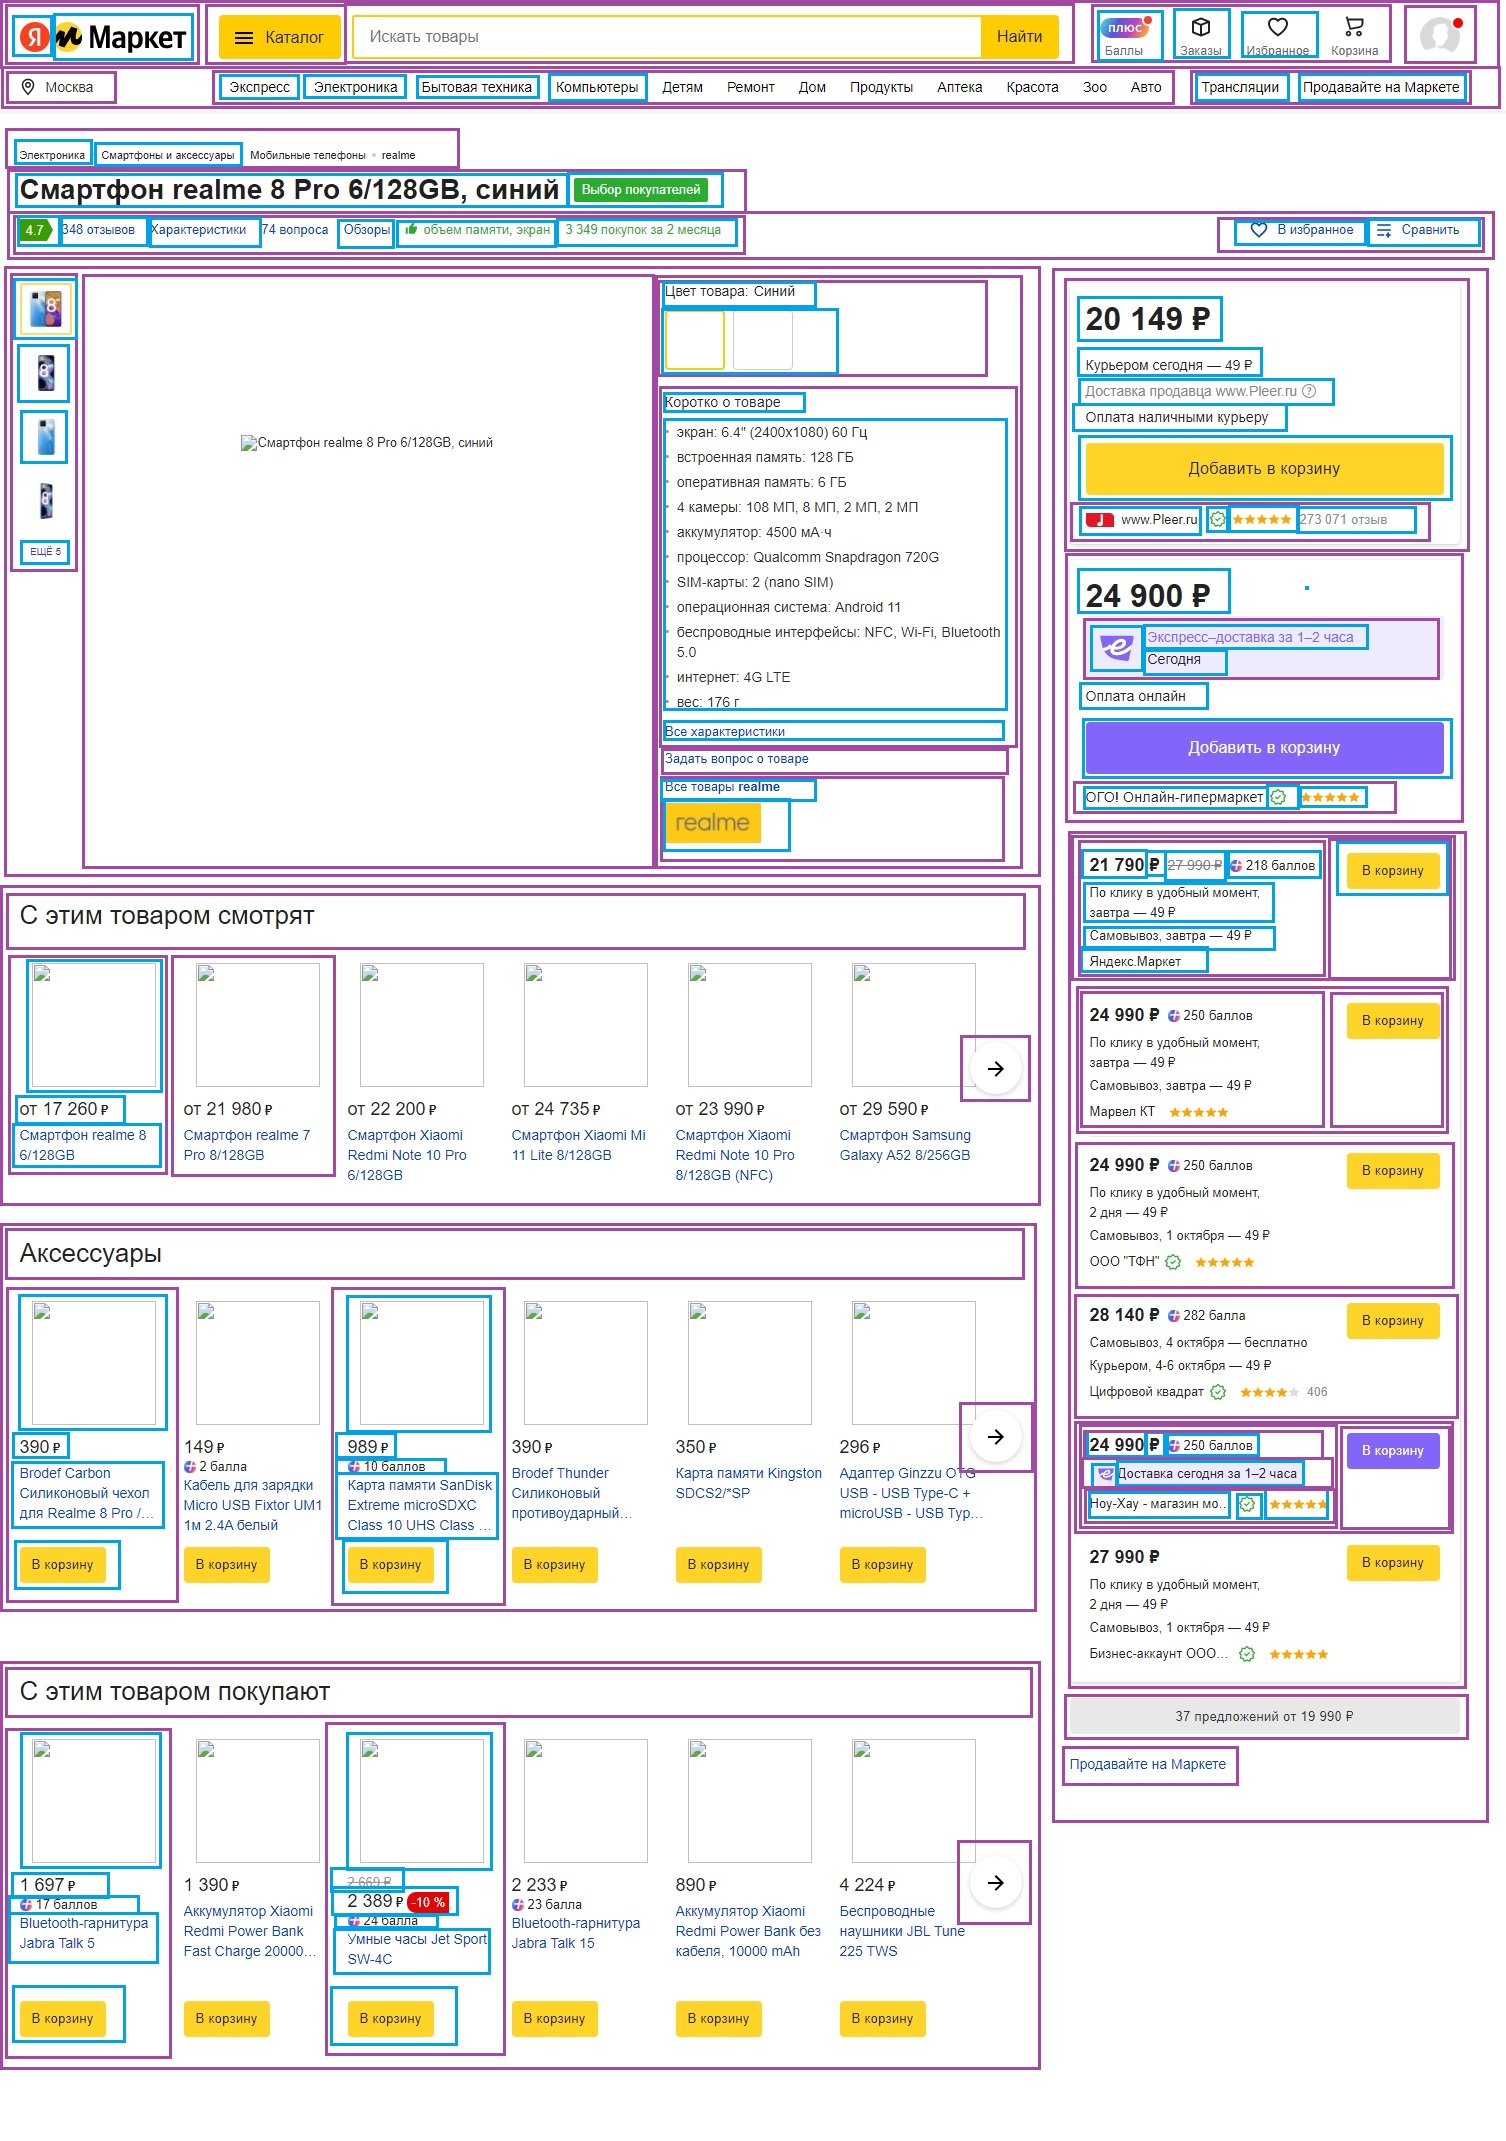 Я Маркет
Каталог
Искать товары
Найти
плюс
Баллы
Заказы
Избранное
Корзина
Москва
Экспресс Электроника Бытовая техника Компьютеры Детям Ремонт Дом Продукты Аптека Красота Зоо Авто Трансляции Продавайте на Маркете
Электроника Смартфоны и аксессуары Мобильные телефоны • realme
Смартфон realme 8 Pro 6/128GB, синий Выбор покупателей
4.7 348 отзывов Характеристики 74 вопроса Обзоры объем памяти, экран 3 349 покупок за 2 месяца В избранное Сравнить
ЕЩЁ 5
Смартфон realme 8 Pro 6/128GB, синий
Цвет товара: Синий
Коротко о товаре
экран: 6.4" (2400x1080) 60 Гц
встроенная память: 128 ГБ
оперативная память: 6 ГБ
4 камеры: 108 МП, 8 МП, 2 МП, 2 МП
аккумулятор: 4500 мА·ч
процессор: Qualcomm Snapdragon 720G
SIM-карты: 2 (nano SIM)
операционная система: Android 11
беспроводные интерфейсы: NFC, Wi-Fi, Bluetooth
5.0
интернет: 4G LTE
вес: 176 г
Все характеристики
Задать вопрос о товаре
Все товары realme
realme
20 149 ₽
Курьером сегодня — 49 ₽
Доставка продавца www.Pleer.ru ?
Оплата наличными курьеру
Добавить в корзину
www.Pleer.ru 273 071 отзыв
24 900 ₽
Экспресс–доставка за 1–2 часа
Сегодня
Оплата онлайн
Добавить в корзину
ОГО! Онлайн-гипермаркет
21 790 ₽ 27 990 ₽ 218 баллов
В корзину
По клику в удобный момент,
завтра — 49 ₽
Самовывоз, завтра — 49 ₽
Яндекс.Маркет
24 990 ₽ 250 баллов
В корзину
По клику в удобный момент,
завтра — 49 ₽
Самовывоз, завтра — 49 ₽
Марвел КТ
24 990 ₽ 250 баллов
В корзину
По клику в удобный момент,
2 дня — 49 ₽
Самовывоз, 1 октября — 49 ₽
ООО "ТФН"
28 140 ₽ 282 балла
В корзину
Самовывоз, 4 октября — бесплатно
Курьером, 4-6 октября — 49 ₽
Цифровой квадрат 406
24 990 ₽ 250 баллов
В корзину
Доставка сегодня за 1–2 часа
Ноу-Хау - магазин мо…
27 990 ₽
В корзину
По клику в удобный момент,
2 дня — 49 ₽
Самовывоз, 1 октября — 49 ₽
Бизнес-аккаунт ООО…
37 предложений от 19 990 ₽
Продавайте на Маркете
С этим товаром смотрят
от 17 260 ₽
Смартфон realme 8
6/128GB
от 21 980 ₽
Смартфон realme 7
Pro 8/128GB
от 22 200 ₽
Смартфон Xiaomi
Redmi Note 10 Pro
6/128GB
от 24 735 ₽
Смартфон Xiaomi Mi
11 Lite 8/128GB
от 23 990 ₽
Смартфон Xiaomi
Redmi Note 10 Pro
8/128GB (NFC)
от 29 590 ₽
Смартфон Samsung
Galaxy A52 8/256GB
Аксессуары
390 ₽
Brodef Carbon
Силиконовый чехол
для Realme 8 Pro /…
В корзину
149 ₽
2 балла
Кабель для зарядки
Micro USB Fixtor UM1
1м 2.4A белый
В корзину
989 ₽
10 баллов
Карта памяти SanDisk
Extreme microSDXC
Class 10 UHS Class …
В корзину
390 ₽
Brodef Thunder
Силиконовый
противоударный…
В корзину
350 ₽
Карта памяти Kingston
SDCS2/*SP
В корзину
296 ₽
Адаптер Ginzzu OTG
USB - USB Type-C +
microUSB - USB Typ…
В корзину
С этим товаром покупают
1 697 ₽
17 баллов
Bluetooth-гарнитура
Jabra Talk 5
В корзину
1 390 ₽
Аккумулятор Xiaomi
Redmi Power Bank
Fast Charge 20000…
В корзину
2 669 ₽
2 389 ₽ -10 %
24 балла
Умные часы Jet Sport
SW-4C
В корзину
2 233 ₽
23 балла
Bluetooth-гарнитура
Jabra Talk 15
В корзину
890 ₽
Аккумулятор Xiaomi
Redmi Power Bank без
кабеля, 10000 mAh
В корзину
4 224 ₽
Беспроводные
наушники JBL Tune
225 TWS
В корзину